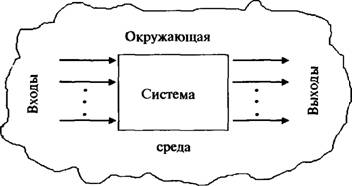 Окружающая
Входы
Система
Выходы
среда